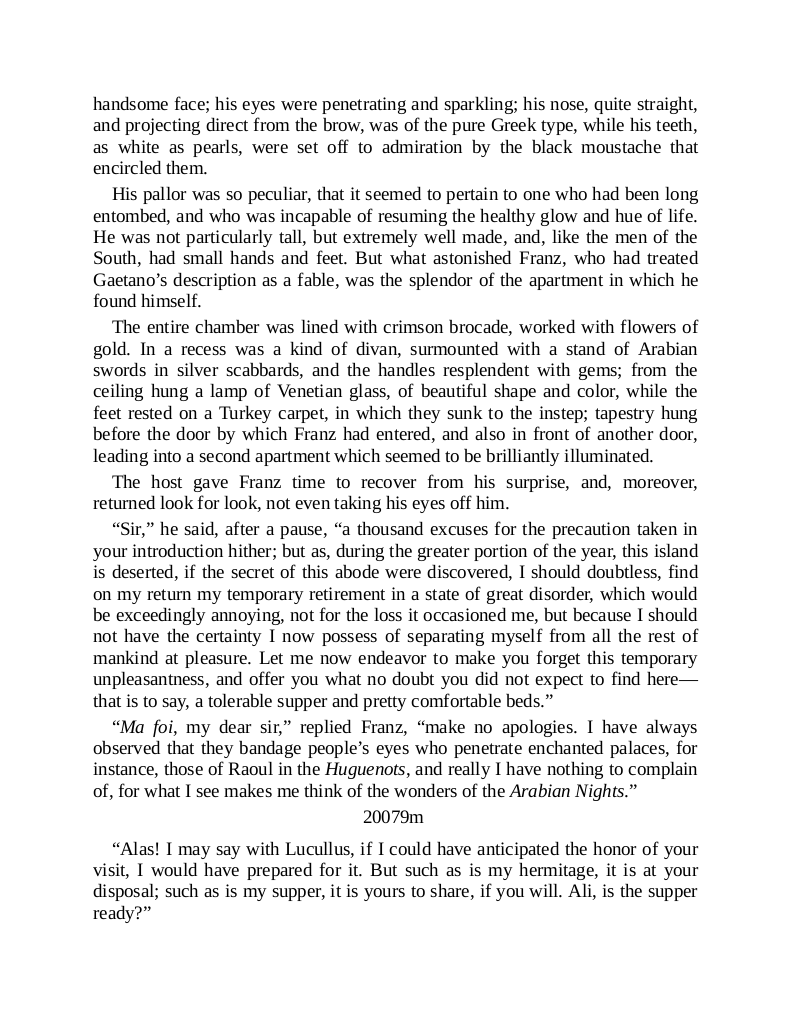 handsome face; his eyes were penetrating and sparkling; his nose, quite straight,
and projecting direct from the brow, was of the pure Greek type, while his teeth,
as white as pearls, were set off to admiration by the black moustache that
encircled them.
His pallor was so peculiar, that it seemed to pertain to one who had been long
entombed, and who was incapable of resuming the healthy glow and hue of life.
He was not particularly tall, but extremely well made, and, like the men of the
South, had small hands and feet. But what astonished Franz, who had treated
Gaetano’s description as a fable, was the splendor of the apartment in which he
found himself.
The entire chamber was lined with crimson brocade, worked with flowers of
gold. In a recess was a kind of divan, surmounted with a stand of Arabian
swords in silver scabbards, and the handles resplendent with gems; from the
ceiling hung a lamp of Venetian glass, of beautiful shape and color, while the
feet rested on a Turkey carpet, in which they sunk to the instep; tapestry hung
before the door by which Franz had entered, and also in front of another door,
leading into a second apartment which seemed to be brilliantly illuminated.
The host gave Franz time to recover from his surprise, and, moreover,
returned look for look, not even taking his eyes off him.
“Sir,” he said, after a pause, “a thousand excuses for the precaution taken in
your introduction hither; but as, during the greater portion of the year, this island
is deserted, if the secret of this abode were discovered, I should doubtless, find
on my return my temporary retirement in a state of great disorder, which would
be exceedingly annoying, not for the loss it occasioned me, but because I should
not have the certainty I now possess of separating myself from all the rest of
mankind at pleasure. Let me now endeavor to make you forget this temporary
unpleasantness, and offer you what no doubt you did not expect to find here—
that is to say, a tolerable supper and pretty comfortable beds.”
“Ma foi, my dear sir,” replied Franz, “make no apologies. I have always
observed that they bandage people’s eyes who penetrate enchanted palaces, for
instance, those of Raoul in the Huguenots, and really I have nothing to complain
of, for what I see makes me think of the wonders of the Arabian Nights.”
20079m
“Alas! I may say with Lucullus, if I could have anticipated the honor of your
visit, I would have prepared for it. But such as is my hermitage, it is at your
disposal; such as is my supper, it is yours to share, if you will. Ali, is the supper
ready?”